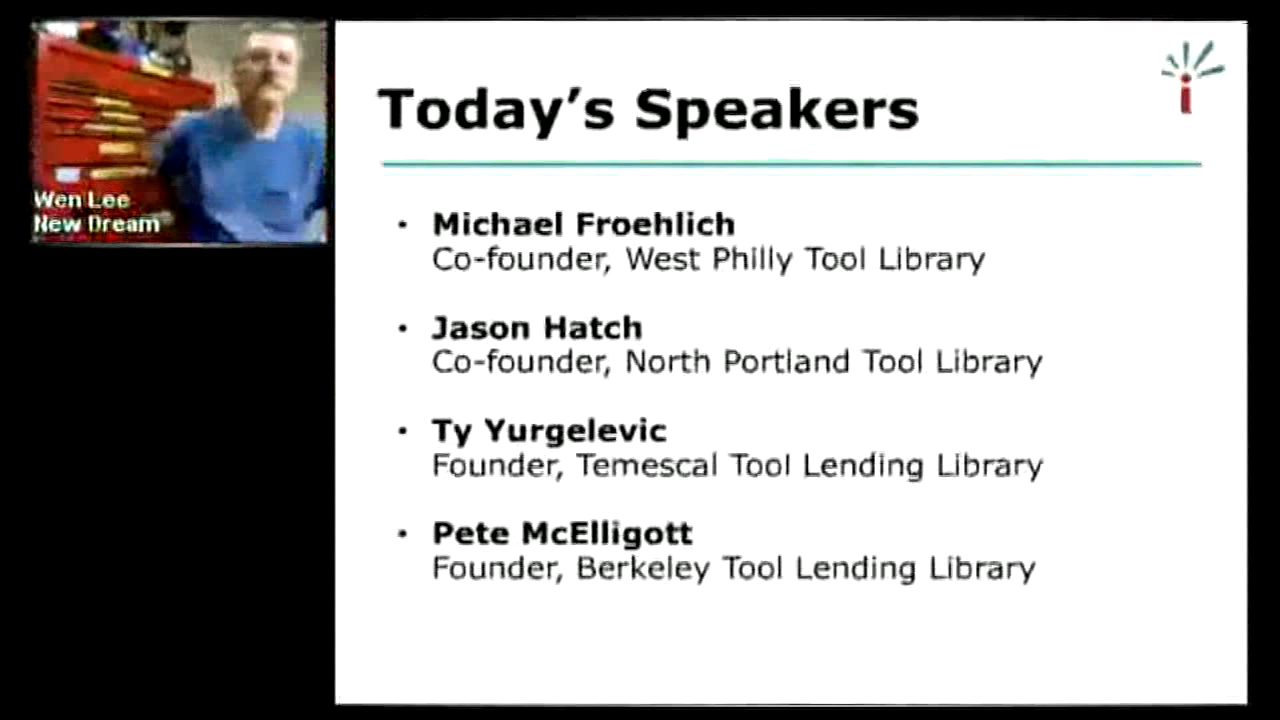 Wen Lee
New Dream
Today's Speakers
• Michael Froehlich
Co-founder, West Philly Tool Library
• Jason Hatch
Co-founder, North Portland Tool Library
• Ty Yurgelevic
Founder, Temescal Tool Lending Library
• Pete McElligott
Founder, Berkeley Tool Lending Library